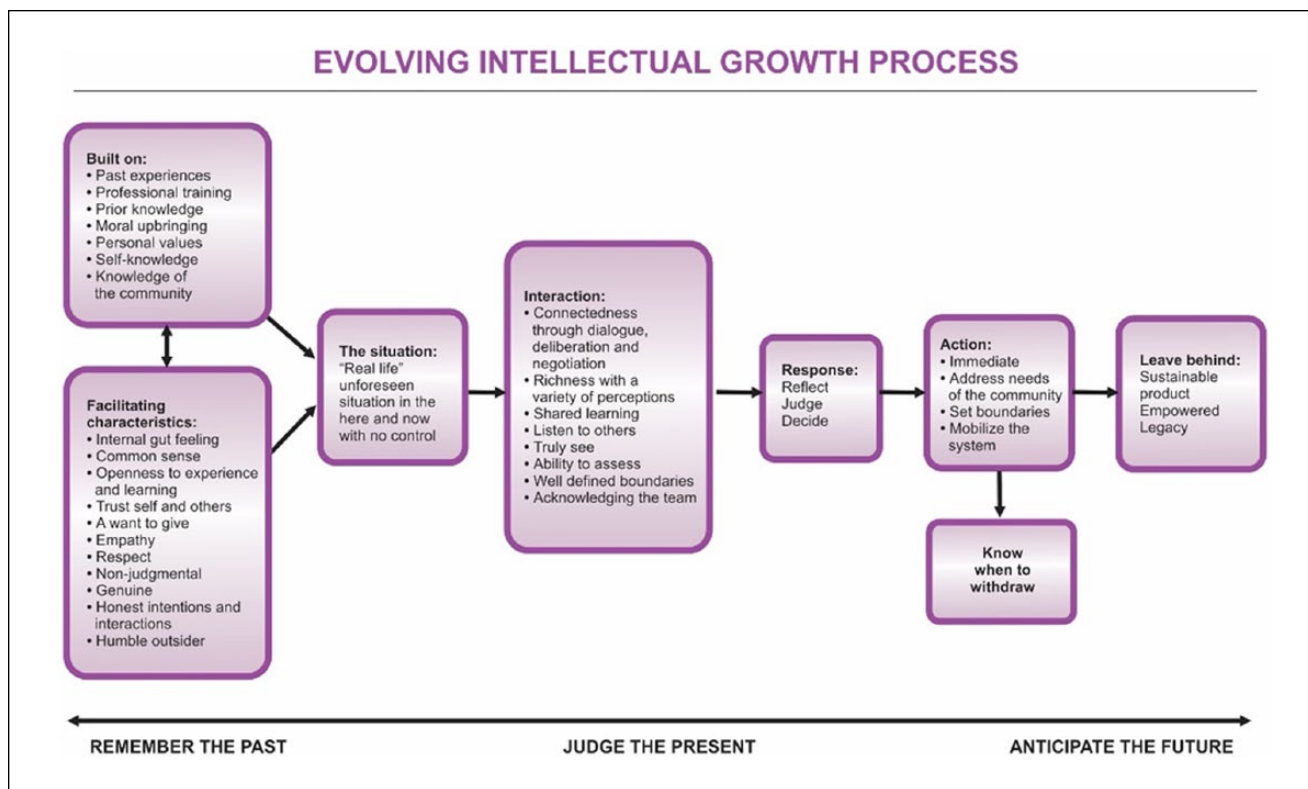 EVOLVING INTELLECTUAL GROWTH PROCESS
Built on:
• Past experiences
• Professional training
• Prior knowledge
• Moral upbringing
• Personal values
• Self-knowledge
• Knowledge of
the community
Facilitating
characteristics:
• Internal gut feeling
• Common sense
• Openness to experience
and learning
• Trust self and others
• A want to give
• Empathy
• Respect
• Non-judgmental
• Genuine
• Honest intentions and
interactions
• Humble outsider
The situation:
"Real life"
unforeseen
situation in the
here and now
with no control
Interaction:
• Connectedness
through dialogue,
deliberation and
negotiation
• Richness with a
variety of perceptions
• Shared learning
• Listen to others
• Truly see
• Ability to assess
• Well defined boundaries
• Acknowledging the team
Response:
Reflect
Judge
Decide
Action:
• Immediate
• Address needs
of the community
• Set boundaries
• Mobilize the
system
Know
when to
withdraw
Leave behind:
Sustainable
product
Empowered
Legacy
REMEMBER THE PAST
JUDGE THE PRESENT
ANTICIPATE THE FUTURE